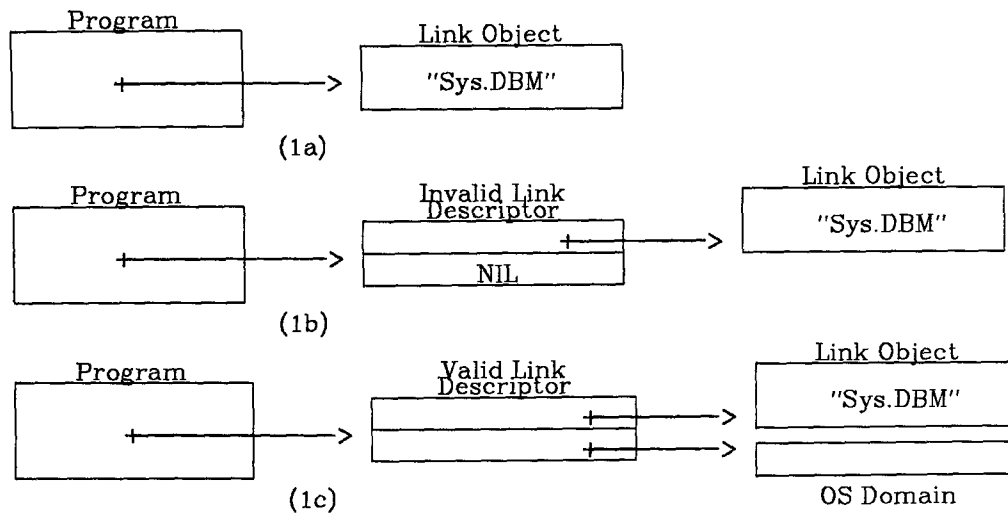 Program
Link Object
"Sys.DBM"
(1a)
Program
Invalid Link
Descriptor
NIL
Link Object
"Sys.DBM"
(1b)
Program
Valid Link
Descriptor
Link Object
"Sys.DBM"
OS Domain
(1c)